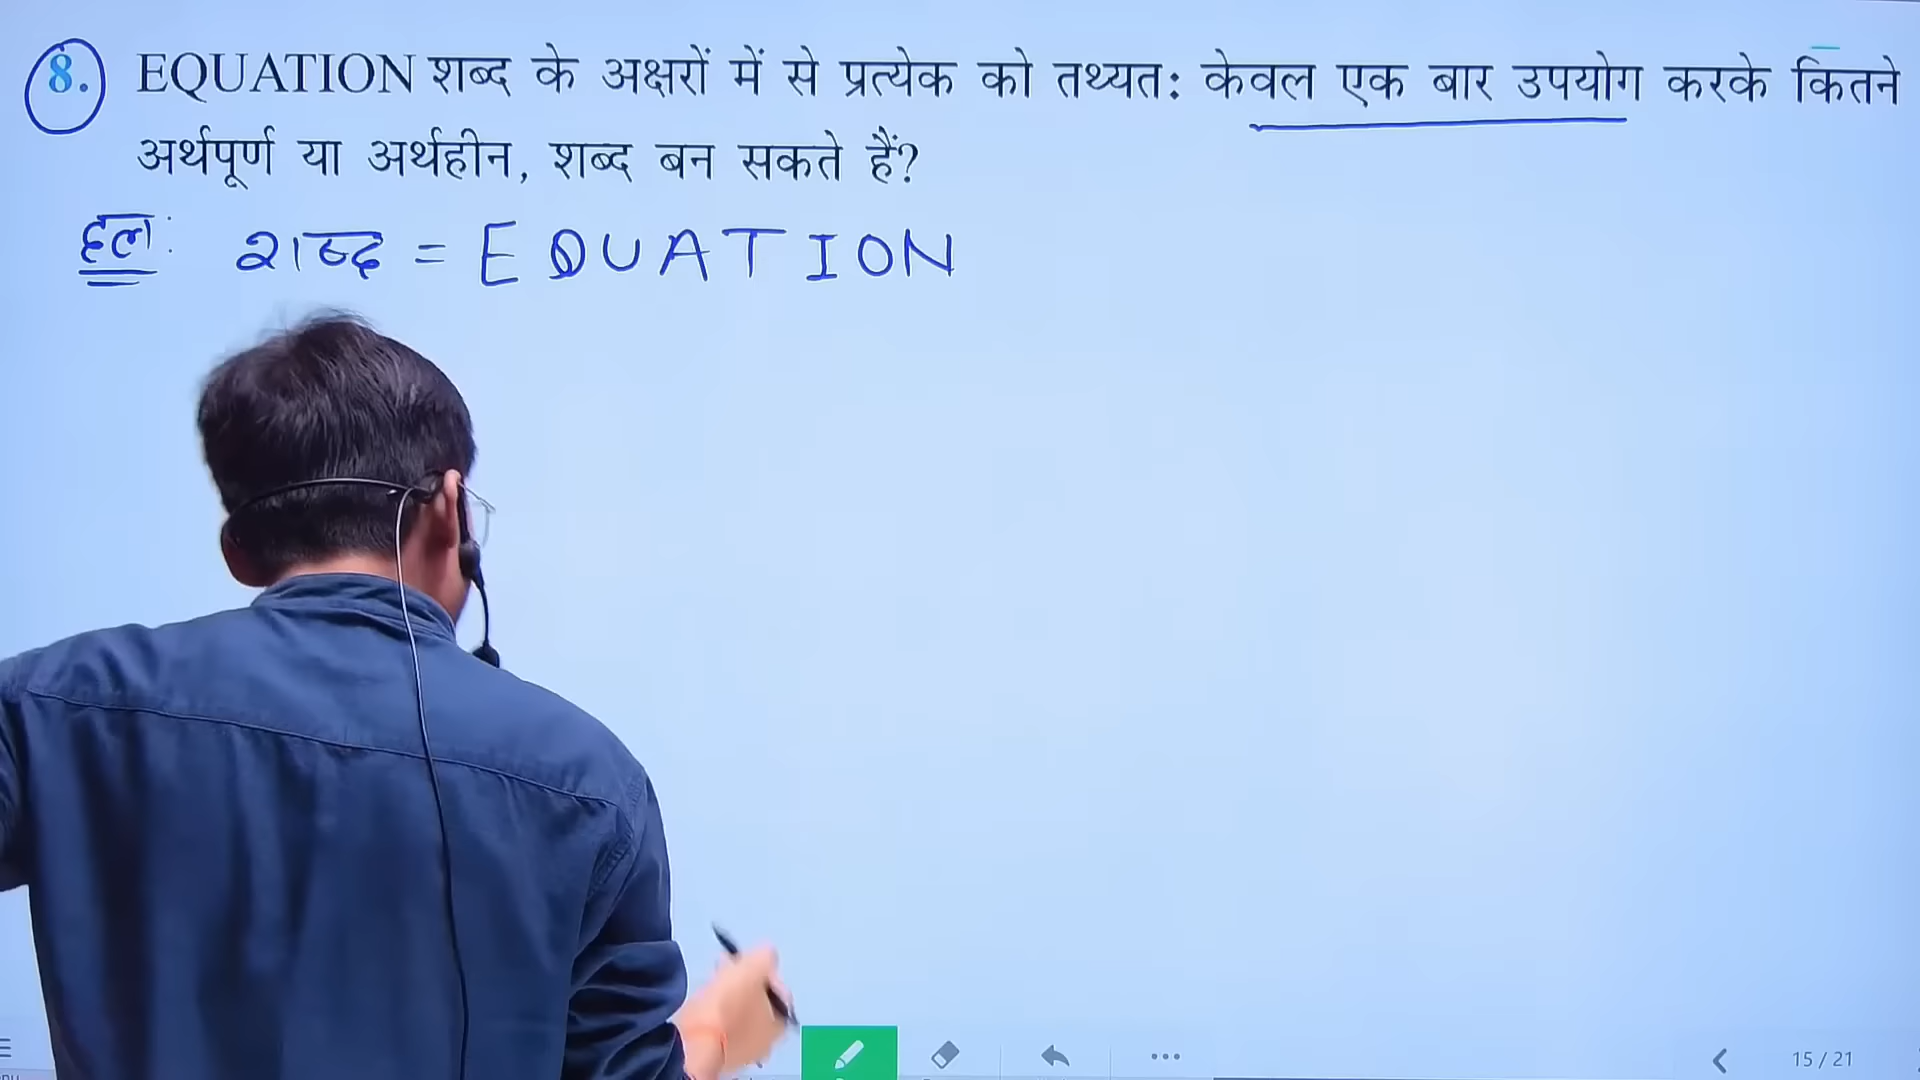 8. EQUATION शब्द के अक्षरों में से प्रत्येक को तथ्यत: केवल एक बार उपयोग करके कितने
अर्थपूर्ण या अर्थहीन, शब्द बन सकते हैं?
हल: शब्द = EQUATION
15 / 21